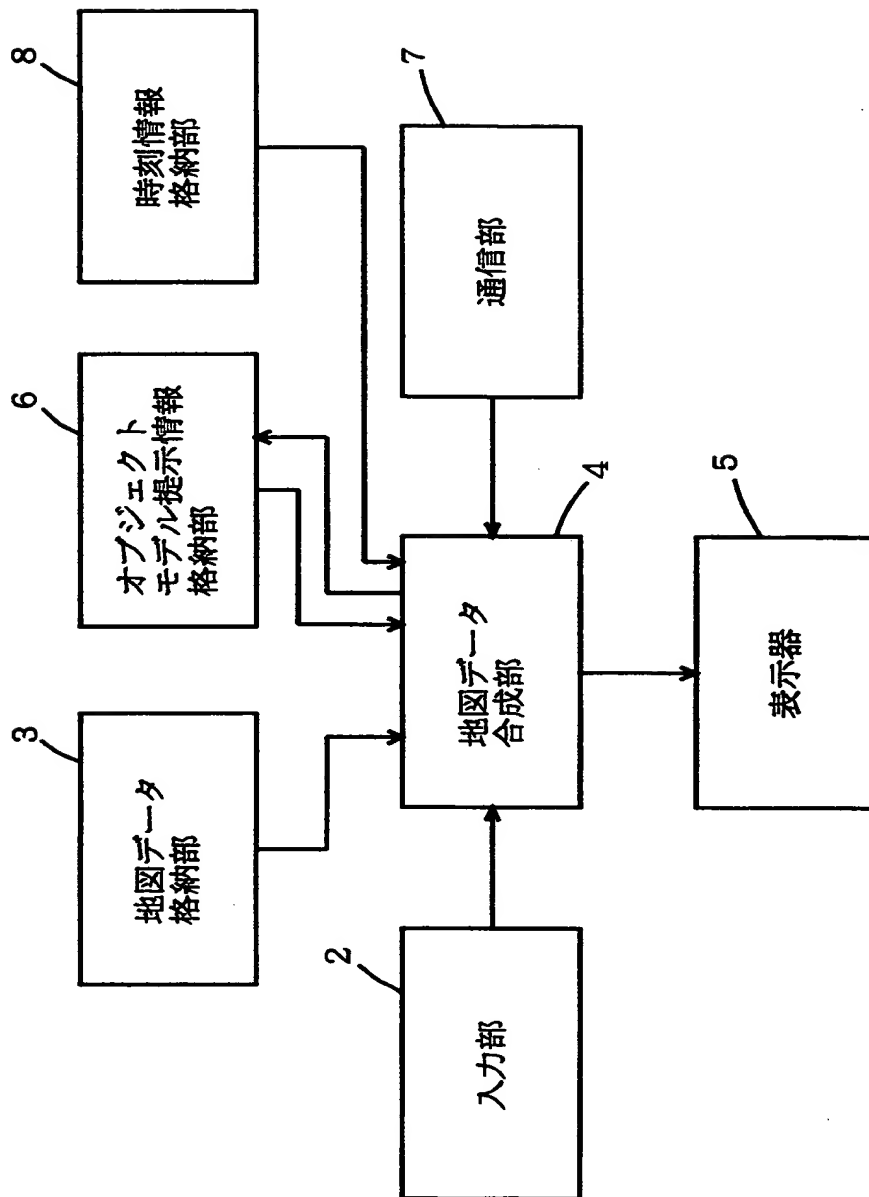 3
地図データ
格納部
6
オブジェクト
モデル提示情報
格納部
8
時刻情報
格納部
2
入力部
4
地図データ
合成部
7
通信部
5
表示器